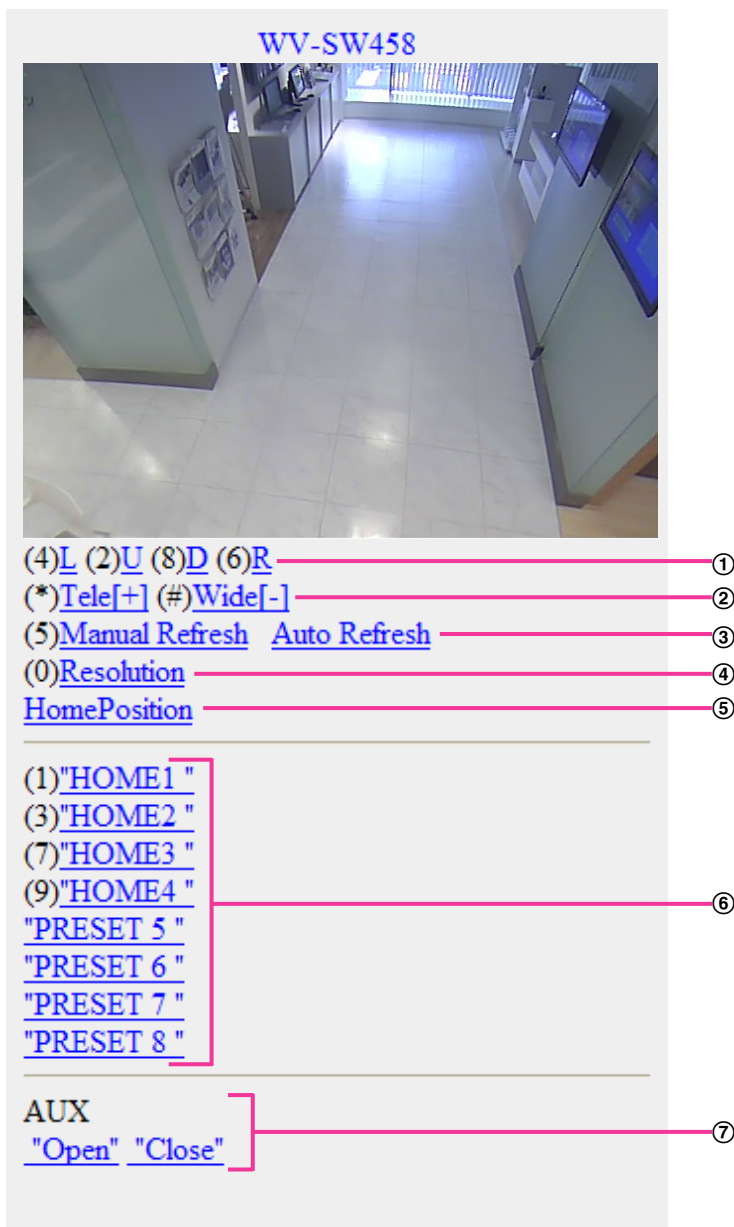 WV-SW458
(4)L (2)U (8)D (6)R ①
(*)Tele[+] (#)Wide[-] ②
(5)Manual Refresh Auto Refresh ③
(0)Resolution ④
HomePosition ⑤
(1)"HOME1 "
(3)"HOME2 "
(7)"HOME3 "
(9)"HOME4 "
⑥
"PRESET 5 "
"PRESET 6 "
"PRESET 7 "
"PRESET 8 "
AUX
"Open" "Close"
⑦